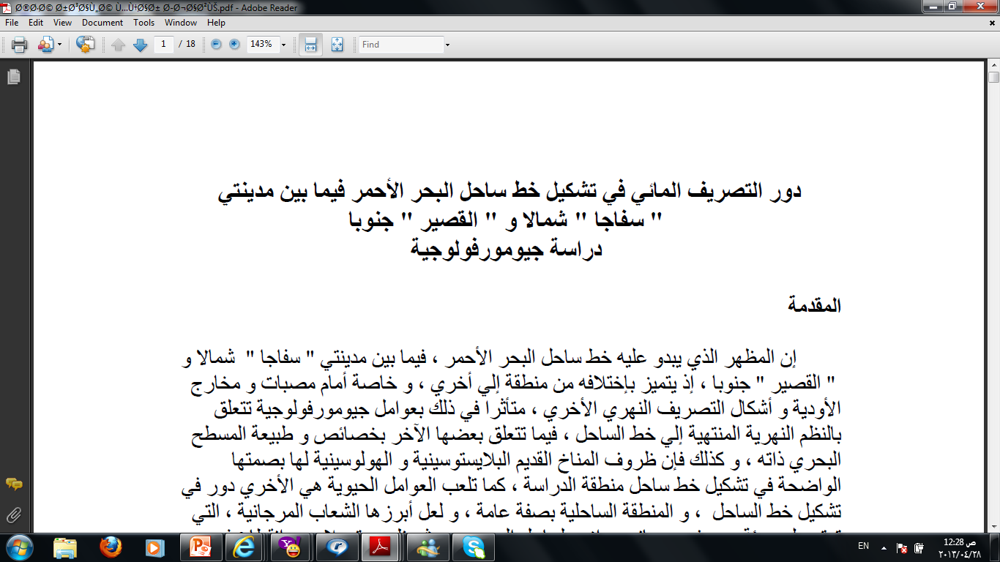 Ø®Ø·Ø© Ø±Ø³Ø§Ù„Ø© Ù…Ù†Ø§Ø± Ø­Ø¬Ø§Ø²ÙŠ.pdf - Adobe Reader
File Edit View Document Tools Window Help
1 / 18 143% Find
دور التصريف المائي في تشكيل خط ساحل البحر الأحمر فيما بين مدينتي
" سفاجا " شمالا و " القصير " جنوبا
دراسة جيومورفولوجية
المقدمة
إن المظهر الذي يبدو عليه خط ساحل البحر الأحمر ، فيما بين مدينتي " سفاجا " شمالا و
" القصير " جنوبا ، إذ يتميز بإختلافه من منطقة إلي أخري ، و خاصة أمام مصبات و مخارج
الأودية و أشكال التصريف النهري الأخري ، متأثرا في ذلك بعوامل جيومورفولوجية تتعلق
بالنظم النهرية المنتهية إلي خط الساحل ، فيما تتعلق بعضها الآخر بخصائص و طبيعة المسطح
البحري ذاته ، و كذلك فإن ظروف المناخ القديم البلايستوسينية و الهولوسينية لها بصمتها
الواضحة في تشكيل خط ساحل منطقة الدراسة ، كما تلعب العوامل الحيوية هي الأخري دور في
تشكيل خط الساحل ، و المنطقة الساحلية بصفة عامة ، و لعل أبرزها الشعاب المرجانية ، التي
EN
12:28 ص
٢٠١٣/٠٤/٢٨